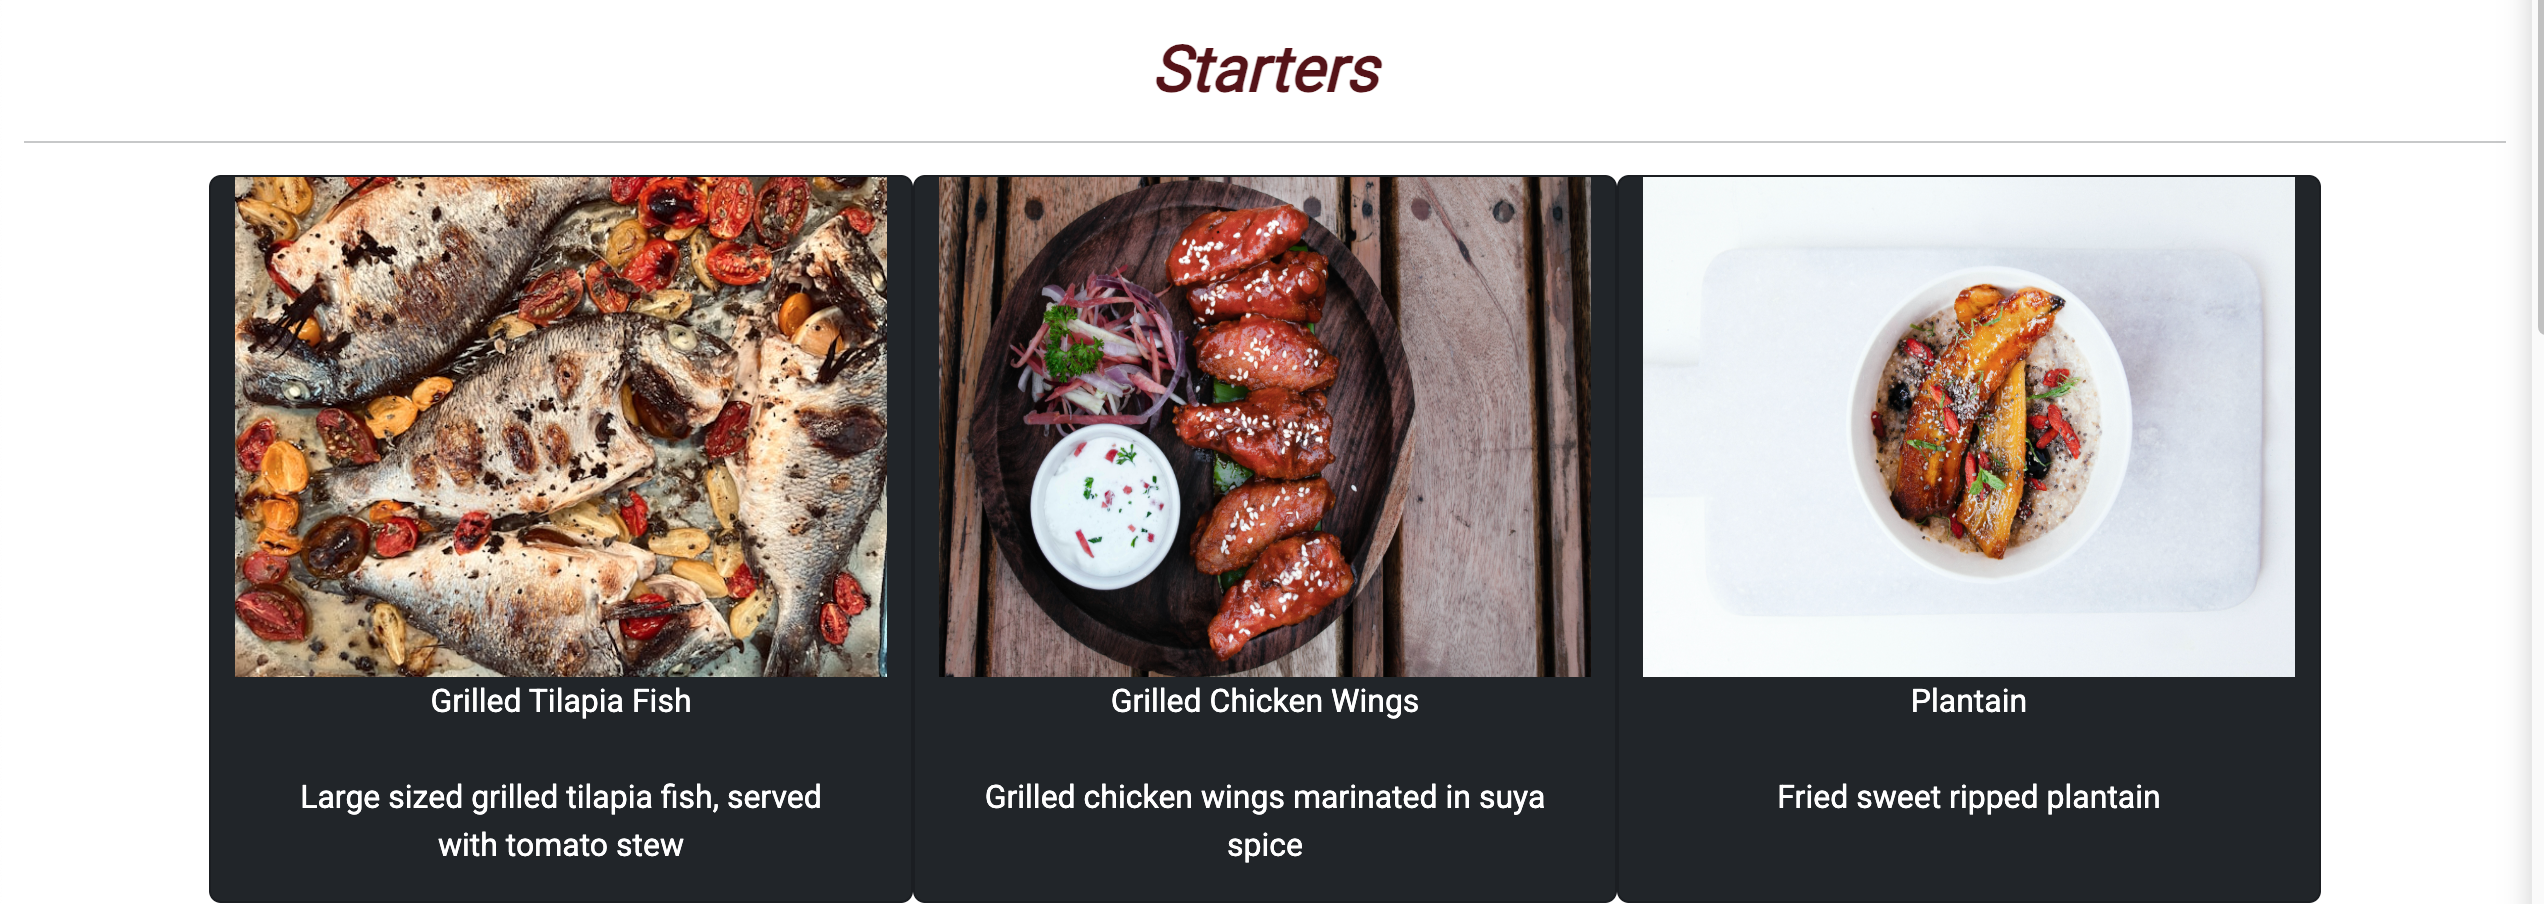 Starters
Grilled Tilapia Fish
Large sized grilled tilapia fish, served
with tomato stew
Grilled Chicken Wings
Grilled chicken wings marinated in suya
spice
Plantain
Fried sweet ripped plantain